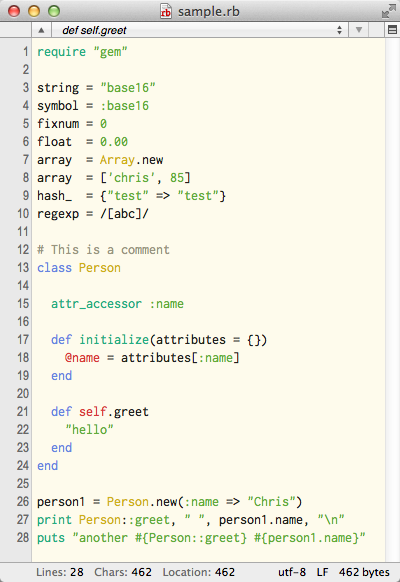 sample.rb
def self.greet
1 require "gem"
2
3 string = "base16"
4 symbol = :base16
5 fixnum = 0
6 float  = 0.00
7 array  = Array.new
8 array  = ['chris', 85]
9 hash_  = {"test" => "test"}
10 regexp = /[abc]/
11
12 # This is a comment
13 class Person
14
15   attr_accessor :name
16
17   def initialize(attributes = {})
18     @name = attributes[:name]
19   end
20
21   def self.greet
22     "hello"
23   end
24 end
25
26 person1 = Person.new(:name => "Chris")
27 print Person::greet, " ", person1.name, "\n"
28 puts "another #{Person::greet} #{person1.name}"
Lines: 28 Chars: 462 Location: 462 utf-8 LF 462 bytes